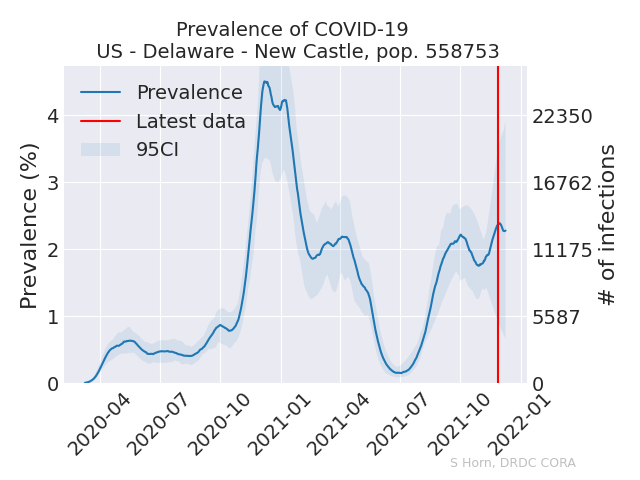 Prevalence of COVID-19
US - Delaware - New Castle, pop. 558753
Prevalence
Latest data
95CI
Prevalence (%)
4
3
2
1
0
22350
16762
11175
5587
0
# of infections
2020-04
2020-07
2020-10
2021-01
2021-04
2021-07
2021-10
2022-01
S Horn, DRDC CORA